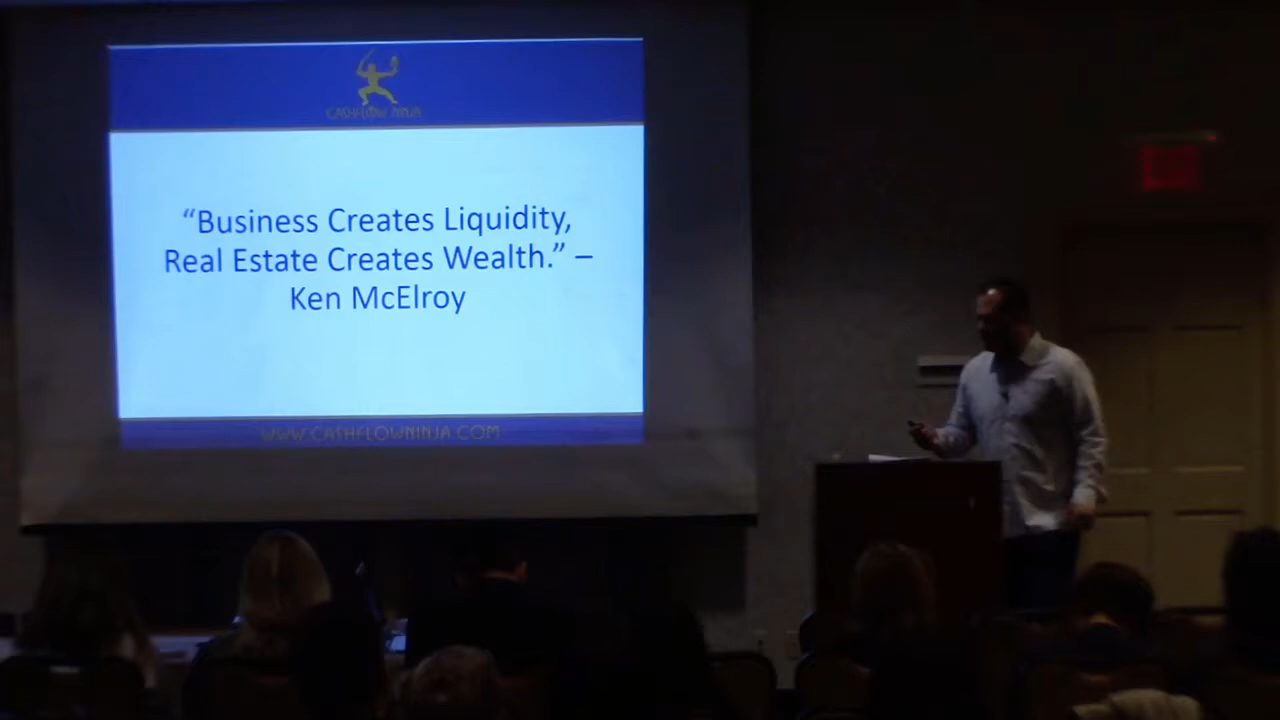 CASHFLOW NINJA
“Business Creates Liquidity,
Real Estate Creates Wealth.” –
Ken McElroy
WWW.CASHFLOWNINJA.COM